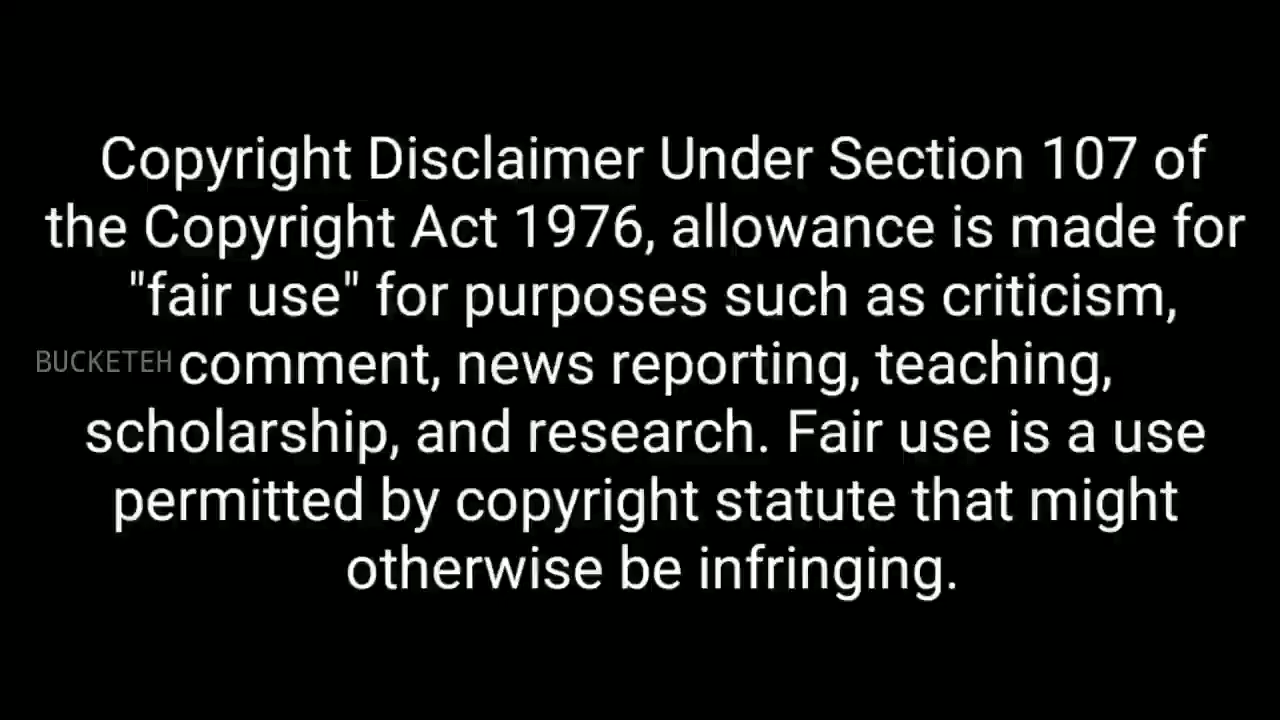 Copyright Disclaimer Under Section 107 of
the Copyright Act 1976, allowance is made for
"fair use" for purposes such as criticism,
BUCKETEH comment, news reporting, teaching,
scholarship, and research. Fair use is a use
permitted by copyright statute that might
otherwise be infringing.